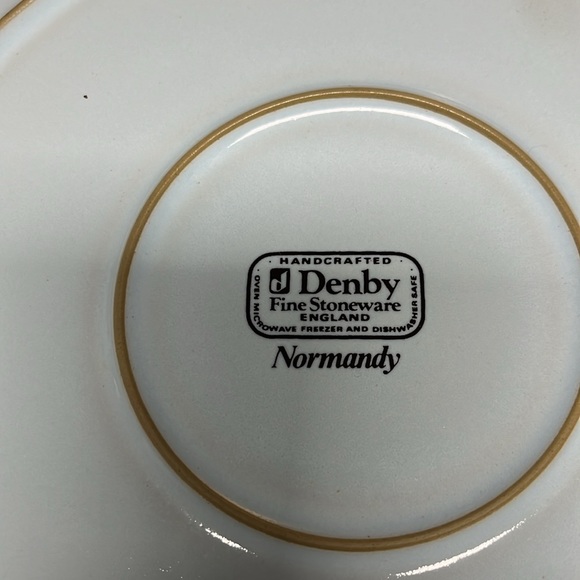 HANDCRAFTED
Denby
Fine Stoneware
ENGLAND
OVEN MICROWAVE FREEZER AND DISHWASHER SAFE
Normandy